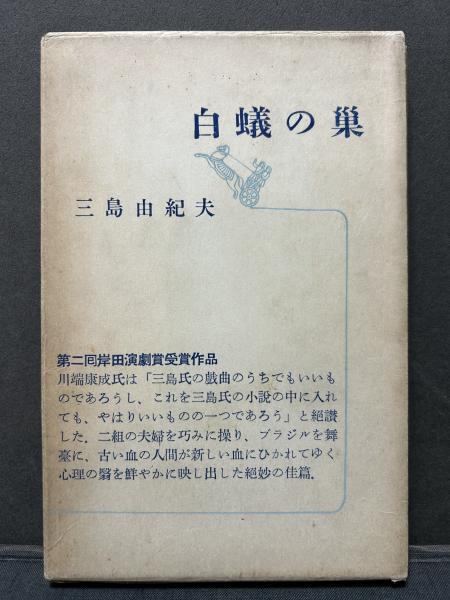 白蟻の巣
三島由紀夫
第二回岸田演劇賞受賞作品
川端康成氏は「三島氏の戯曲のうちでもいいも
のであろうし、これを三島氏の小説の中に入れ
ても、やはりいいものの一つであろう」と絶讃
した．二組の夫婦を巧みに操り、ブラジルを舞
臺に、古い血の人間が新しい血にひかれてゆく
心理の翳を鮮やかに映し出した絶妙の佳篇．